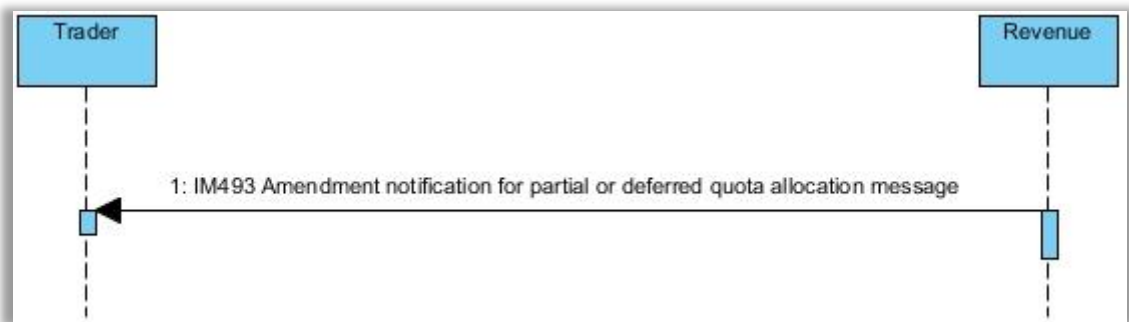 Trader
Revenue
1: IM493 Amendment notification for partial or deferred quota allocation message